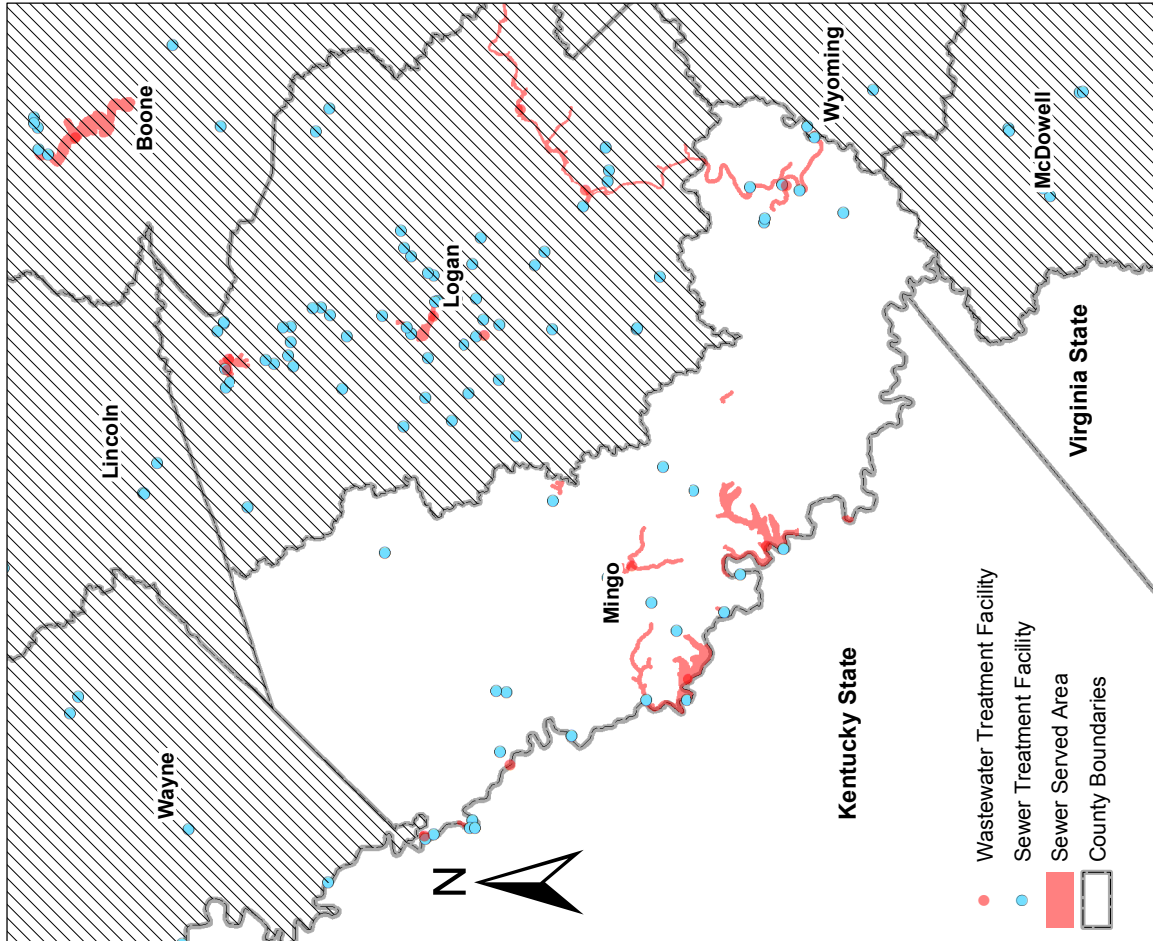 Boone
Lincoln
Wayne
Logan
Wyoming
McDowell
Mingo
Virginia State
Kentucky State
N
Wastewater Treatment Facility
Sewer Treatment Facility
Sewer Served Area
County Boundaries